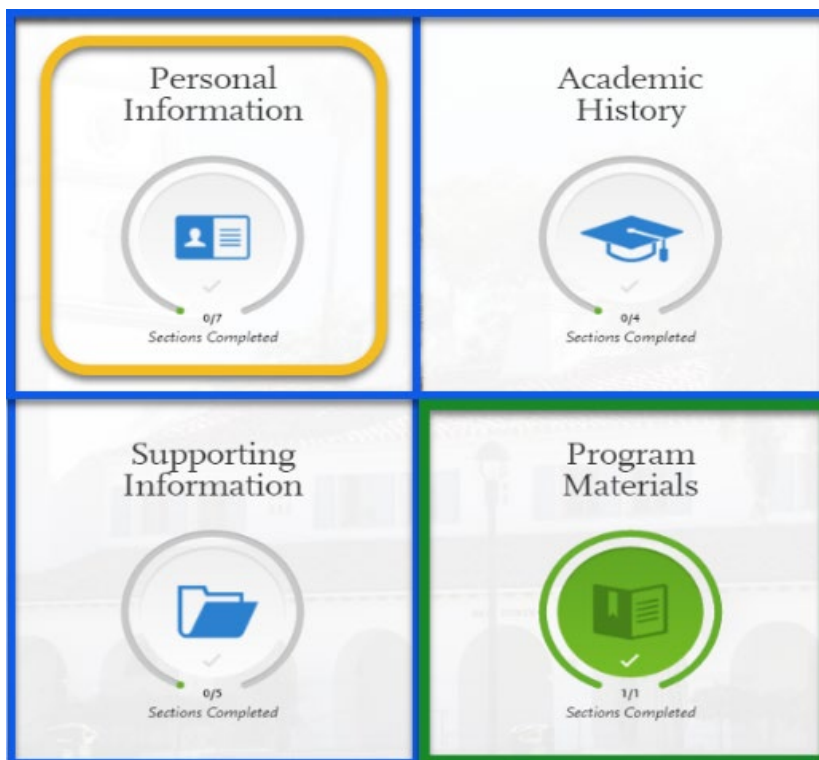 Personal
Information
0/7
Sections Completed
Academic
History
0/4
Sections Completed
Supporting
Information
0/5
Sections Completed
Program
Materials
1/1
Sections Completed